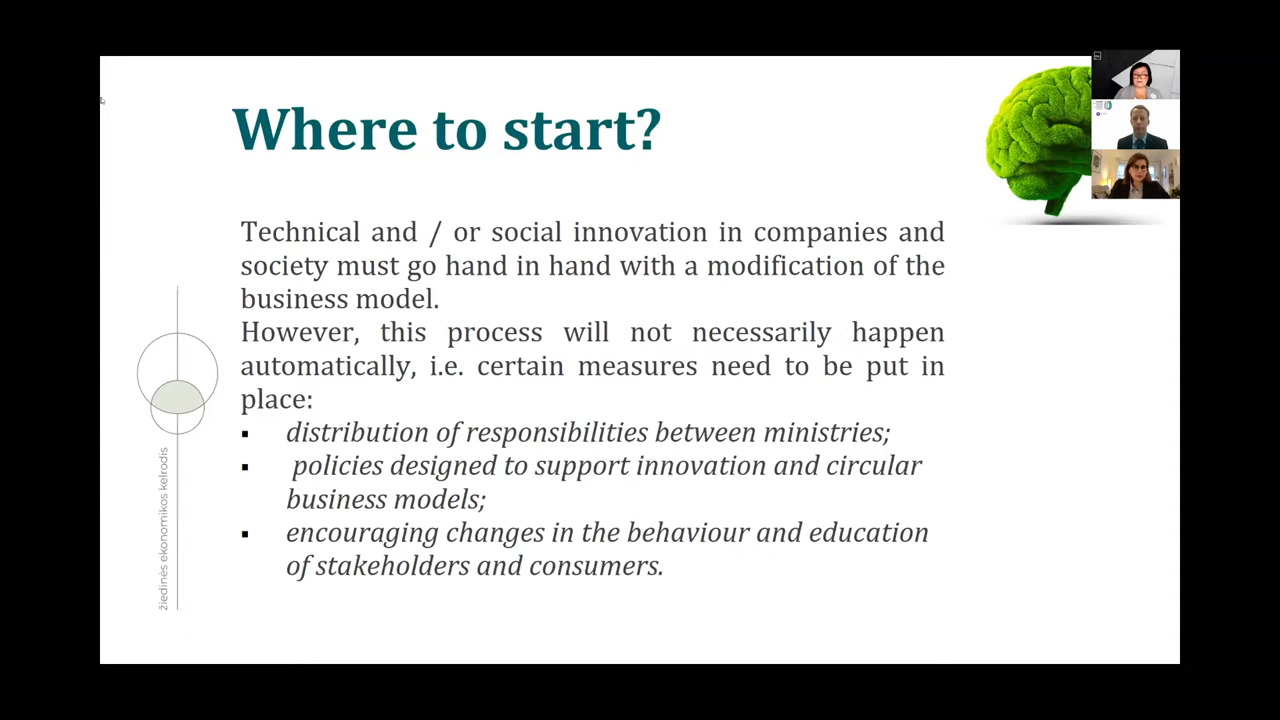 Where to start?
Technical and / or social innovation in companies and
society must go hand in hand with a modification of the
business model.
However, this process will not necessarily happen
automatically, i.e. certain measures need to be put in
place:
▪ distribution of responsibilities between ministries;
▪ policies designed to support innovation and circular
business models;
▪ encouraging changes in the behaviour and education
of stakeholders and consumers.
žiedinės ekonomikos kelrodis